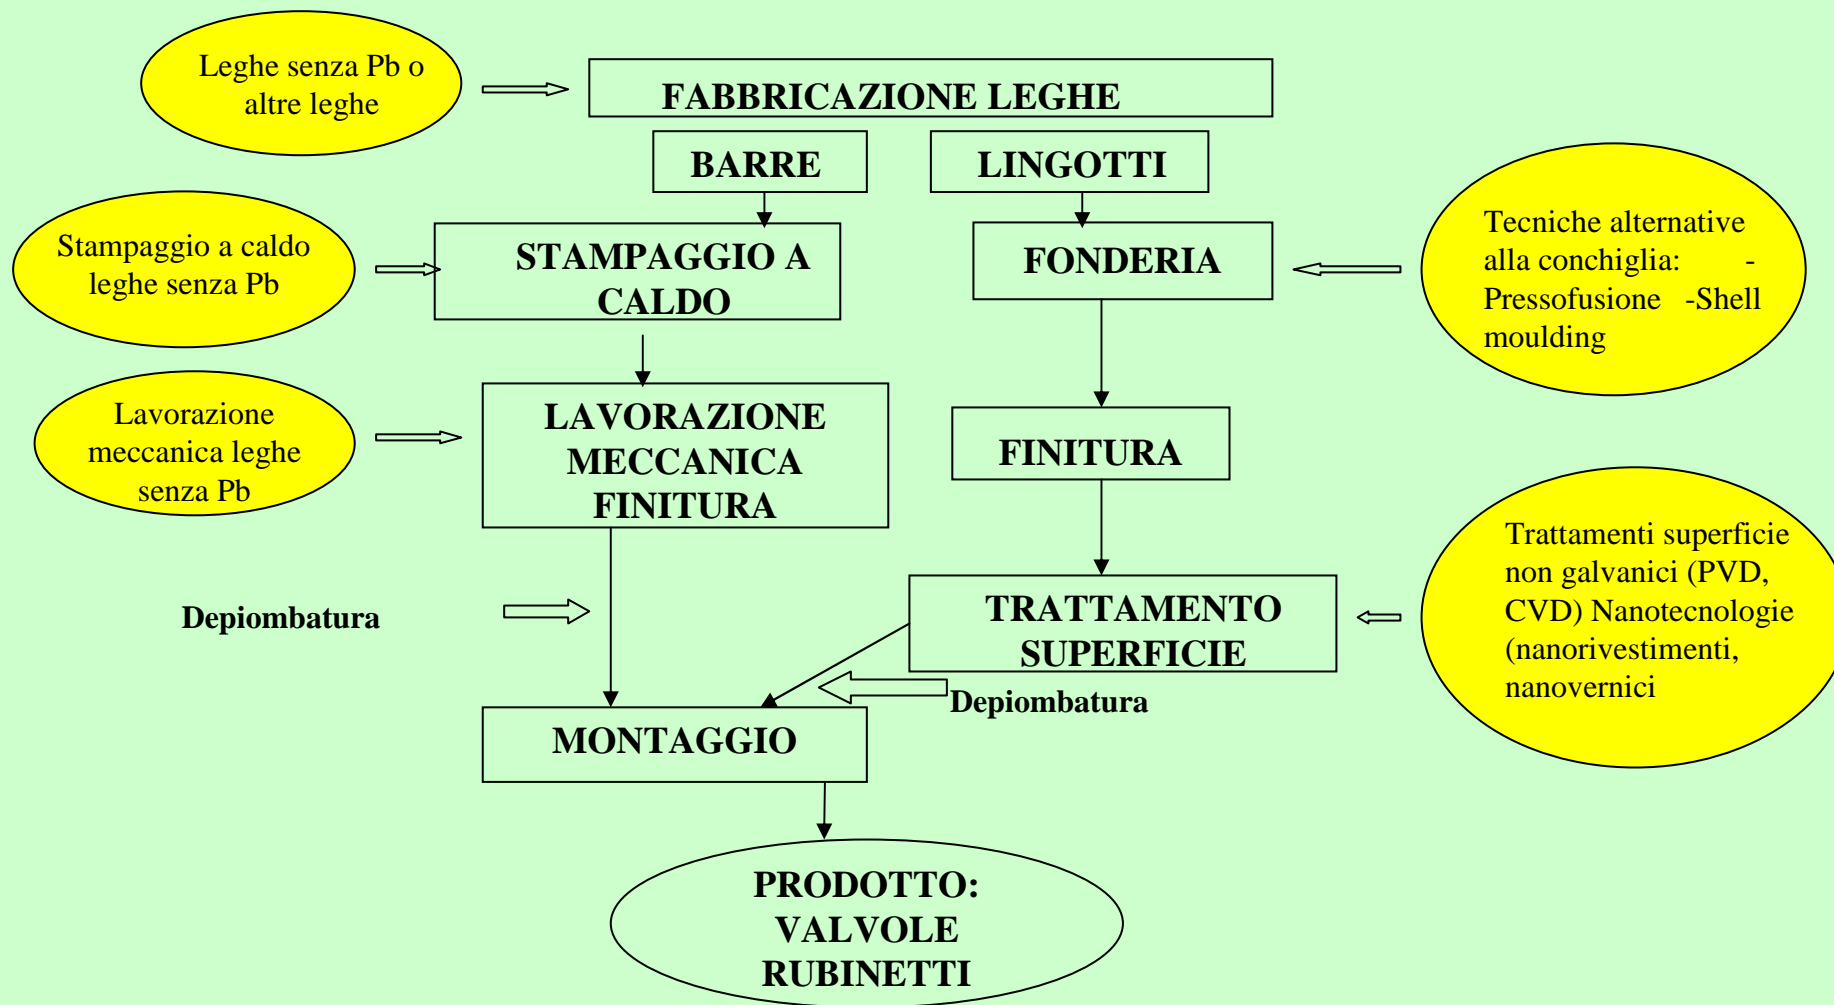 Leghe senza Pb o
altre leghe
FABBRICAZIONE LEGHE
BARRE
LINGOTTI
Stampaggio a caldo
leghe senza Pb
STAMPAGGIO A
CALDO
FONDERIA
Tecniche alternative
alla conchiglia: -
Pressofusione -Shell
moulding
Lavorazione
meccanica leghe
senza Pb
LAVORAZIONE
MECCANICA
FINITURA
FINITURA
Trattamenti superficie
non galvanici (PVD,
CVD) Nanotecnologie
(nanorivestimenti,
nanovernici
Depiombatura
TRATTAMENTO
SUPERFICIE
Depiombatura
MONTAGGIO
PRODOTTO:
VALVOLE
RUBINETTI